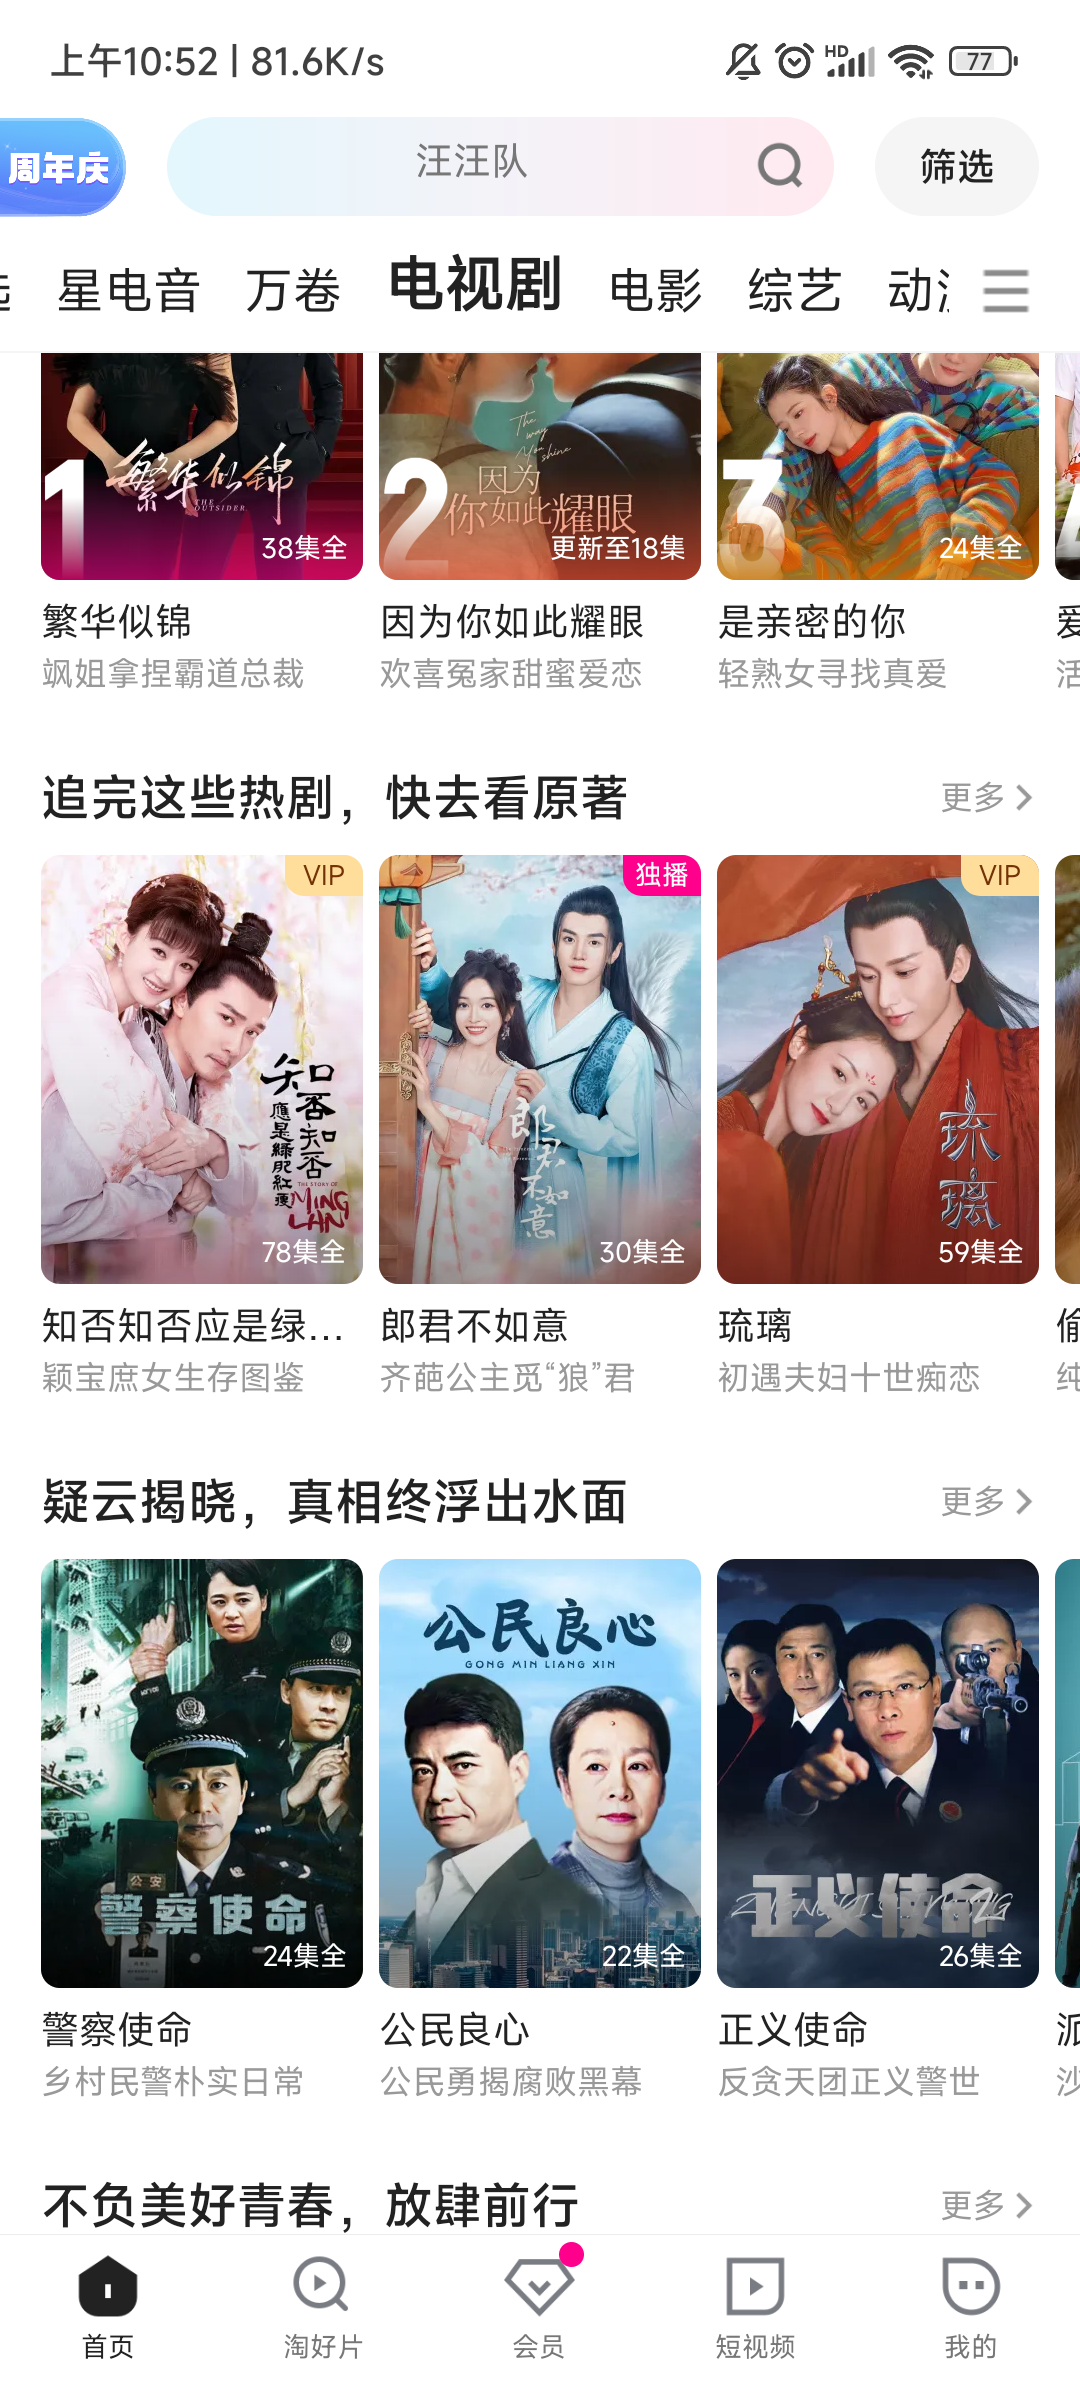 上午10:52 | 81.6K/s
HD
77
周年庆
汪汪队
筛选
星电音 万卷 电视剧 电影 综艺
繁华似锦
THE OUTSIDER
1
38集全
The way You shine
因为你如此耀眼
2
更新至18集
3
24集全
繁华似锦
飒姐拿捏霸道总裁
因为你如此耀眼
欢喜冤家甜蜜爱恋
是亲密的你
轻熟女寻找真爱
追完这些热剧，快去看原著
更多
VIP
知否知否
應是綠肥紅瘦
THE STORY OF
MING LAN
78集全
独播
郎君不如意
30集全
VIP
琉璃
59集全
知否知否应是绿...
颖宝庶女生存图鉴
郎君不如意
齐葩公主觅“狼”君
琉璃
初遇夫妇十世痴恋
疑云揭晓，真相终浮出水面
更多
公安
警察使命
24集全
公民良心
GONG MIN LIANG XIN
22集全
正义使命
26集全
警察使命
乡村民警朴实日常
公民良心
公民勇揭腐败黑幕
正义使命
反贪天团正义警世
不负美好青春，放肆前行
更多
首页
淘好片
会员
短视频
我的